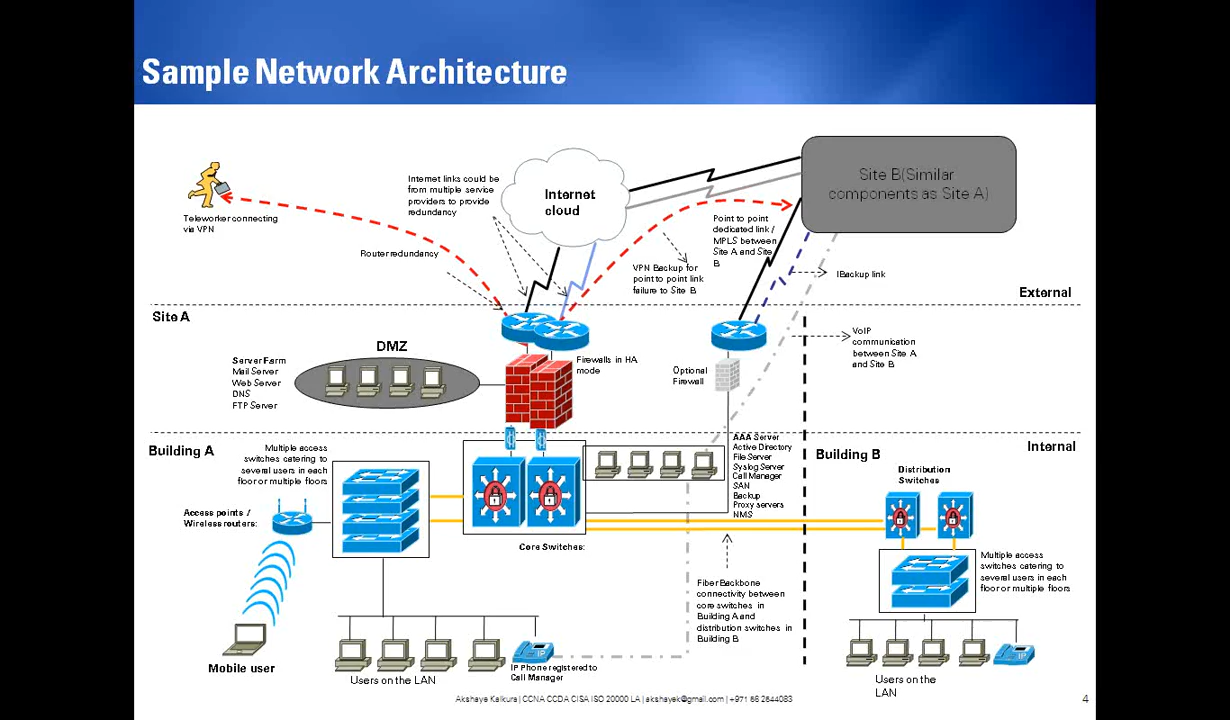 Sample Network Architecture
Internet links could be
from multiple service
providers to provide
redundancy
Internet
cloud
Site B(Similar
components as Site A)
Teleworker connecting
via VPN
Router redundancy
VPN Backup for
point to point link
failure to Site B
Point to point
dedicated link /
MPLS between
Site A and Site
B
IBackup link
External
Site A
DMZ
Server Farm
Mail Server
Web Server
DNS
FTP Server
Firewalls in HA
mode
Optional
Firewall
VoIP
communication
between Site A
and Site B
Internal
Building A
Multiple access
switches catering to
several users in each
floor or multiple floors
Access points /
Wireless routers:
Core Switches:
AAA Server
Active Directory
File Server
Syslog Server
Call Manager
SAN
Backup
Proxy servers
NMS
Building B
Distribution
Switches
Multiple access
switches catering to
several users in each
floor or multiple floors
Fiber Backbone
connectivity between
core switches in
Building A and
distribution switches in
Building B
Mobile user
Users on the LAN
IP
IP Phone registered to
Call Manager
IP
Users on the
LAN
Akshaye Kalkura | CCNA CCDA CISA ISO 20000 LA | akshayek@gmail.com | +971 66 2644083
4